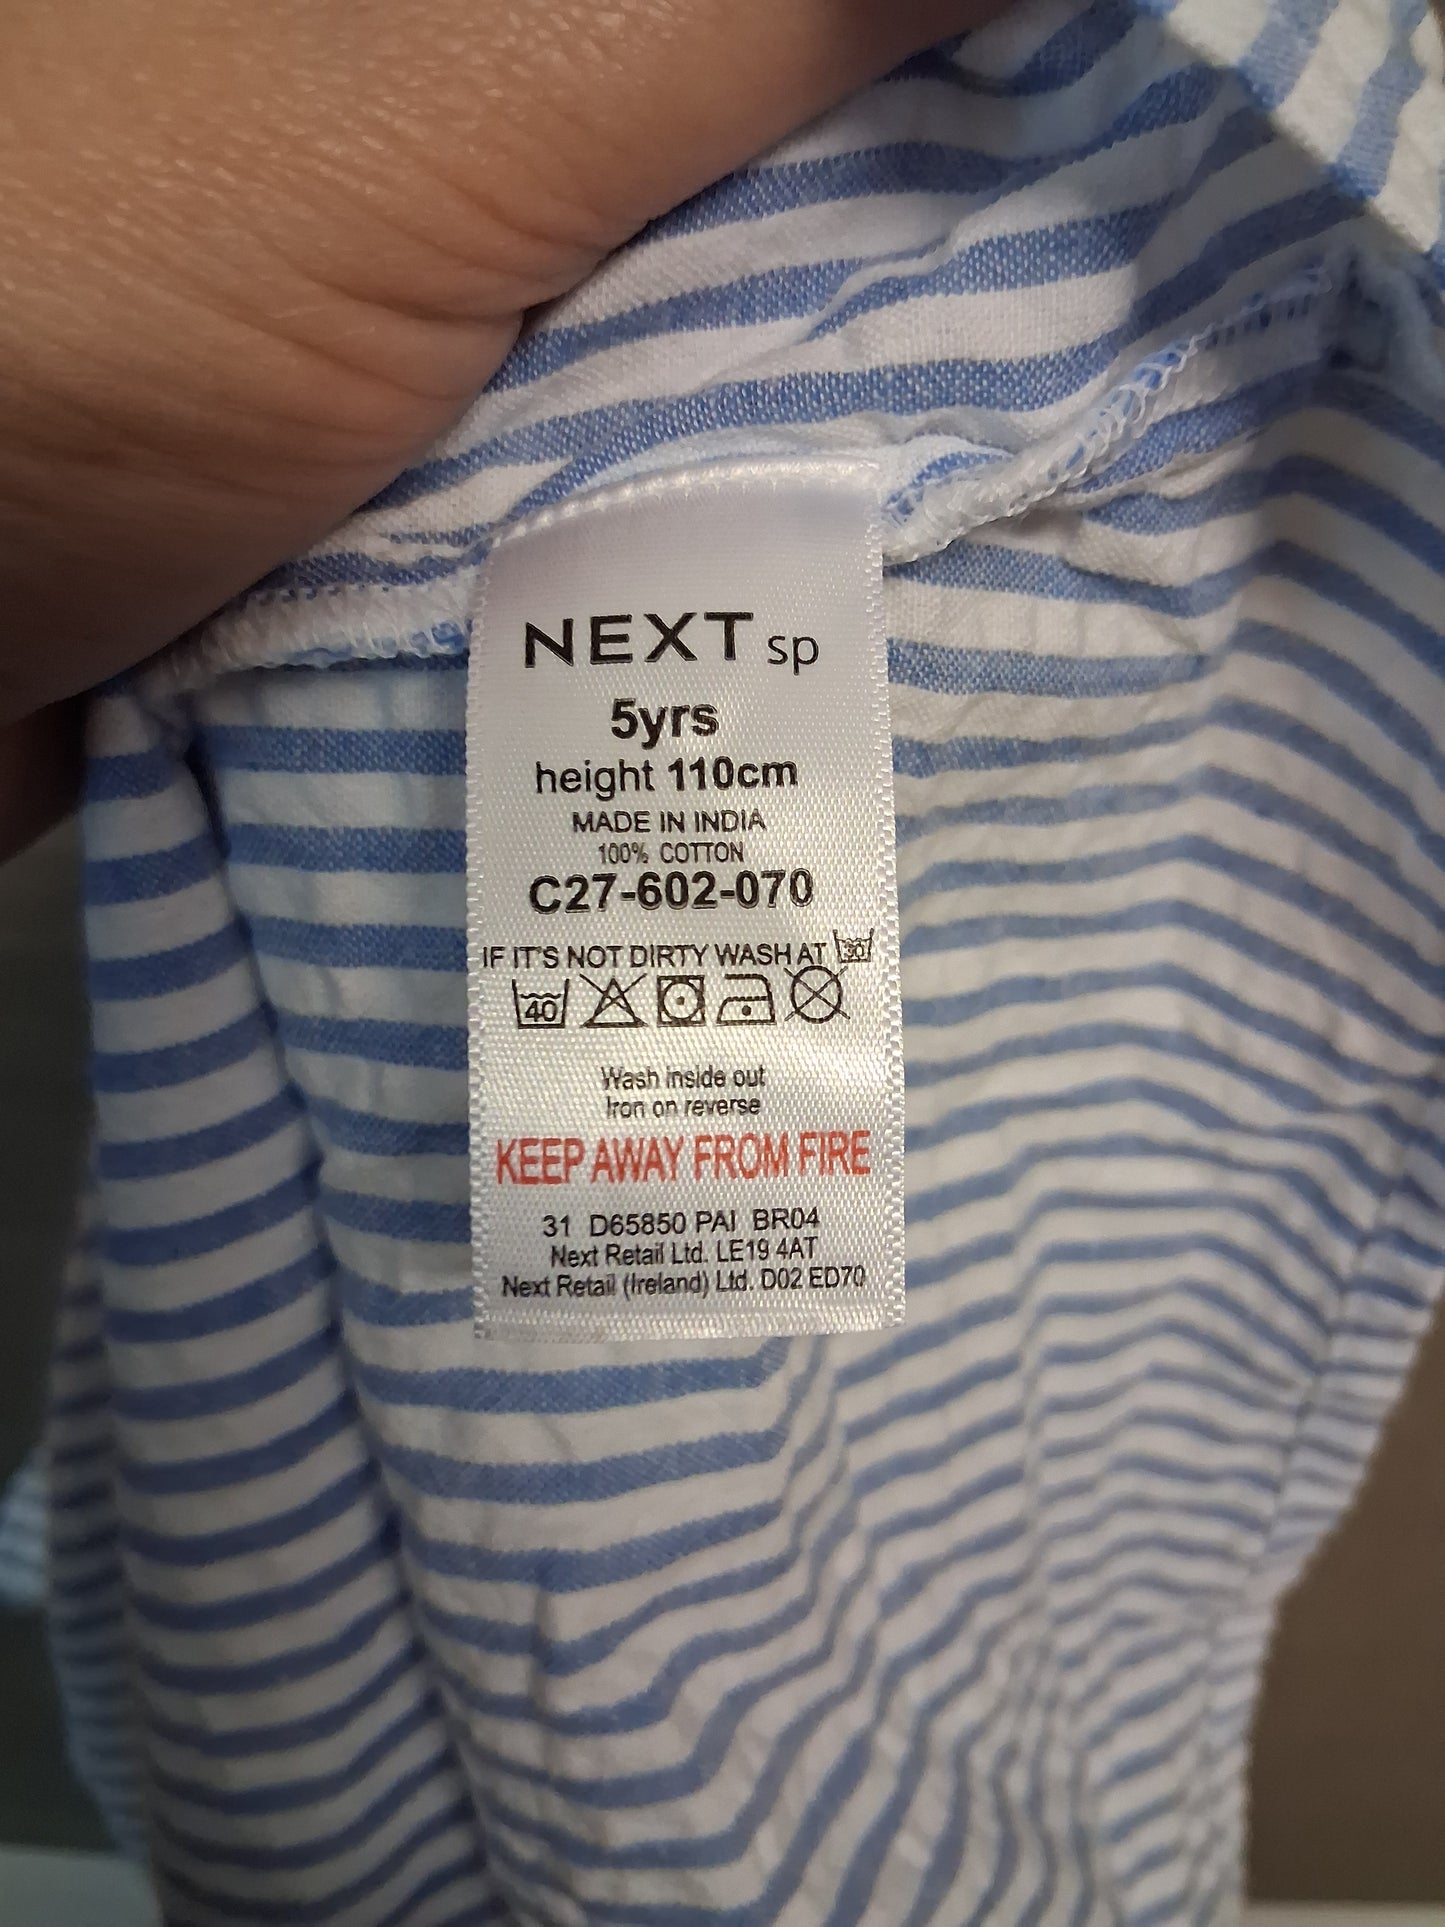 NEXT sp
5yrs
height 110cm
MADE IN INDIA
100% COTTON
C27-602-070
IF IT'S NOT DIRTY WASH AT 30
40
Wash inside out
Iron on reverse
KEEP AWAY FROM FIRE
31 D65850 PAI BR04
Next Retail Ltd. LE19 4AT
Next Retail (Ireland) Ltd. D02 ED70